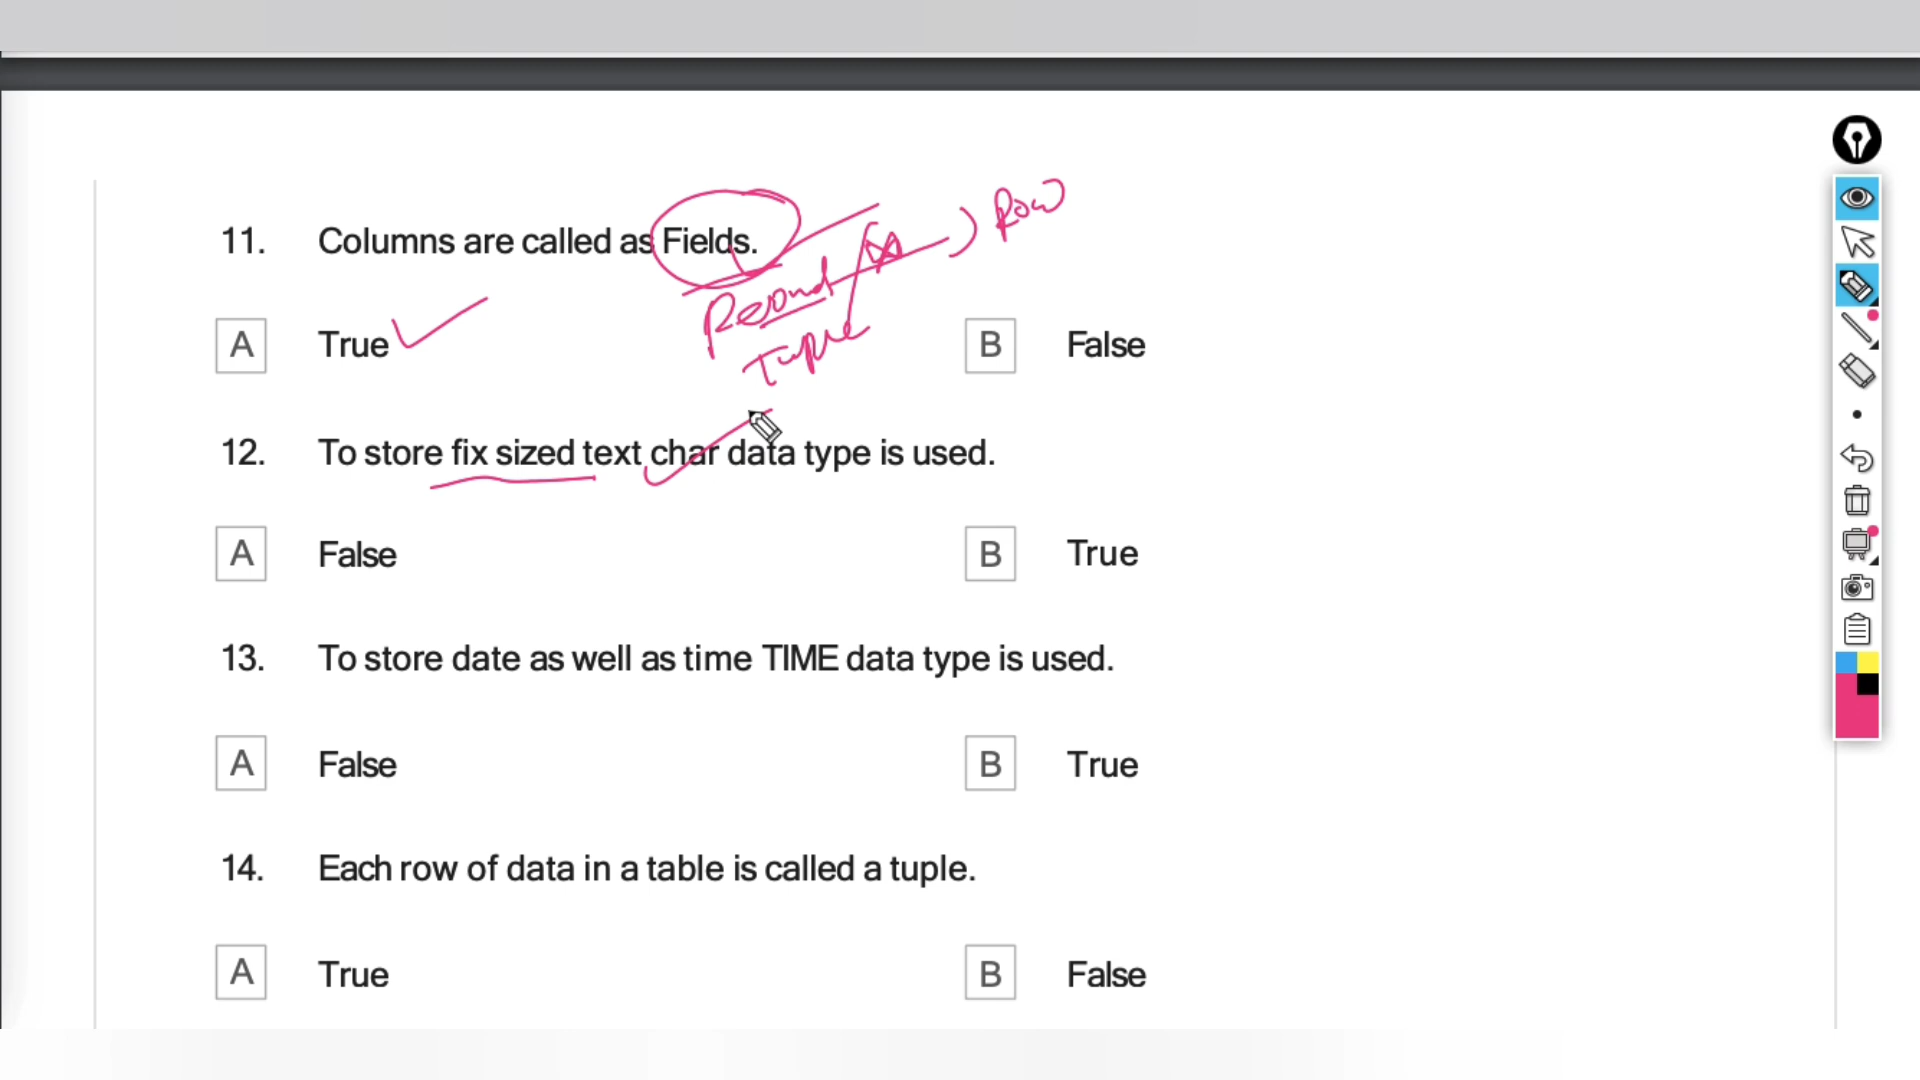 11. Columns are called as Fields.
Row
Record
Tuple
A True B False
12. To store fix sized text char data type is used.
A False B True
13. To store date as well as time TIME data type is used.
A False B True
14. Each row of data in a table is called a tuple.
A True B False